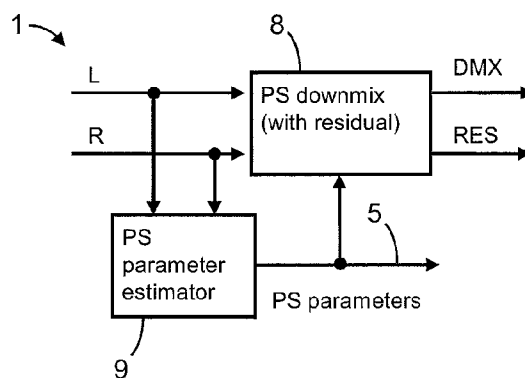 1
8
L
DMX
PS downmix
(with residual)
R
RES
PS
parameter
estimator
5
PS parameters
9